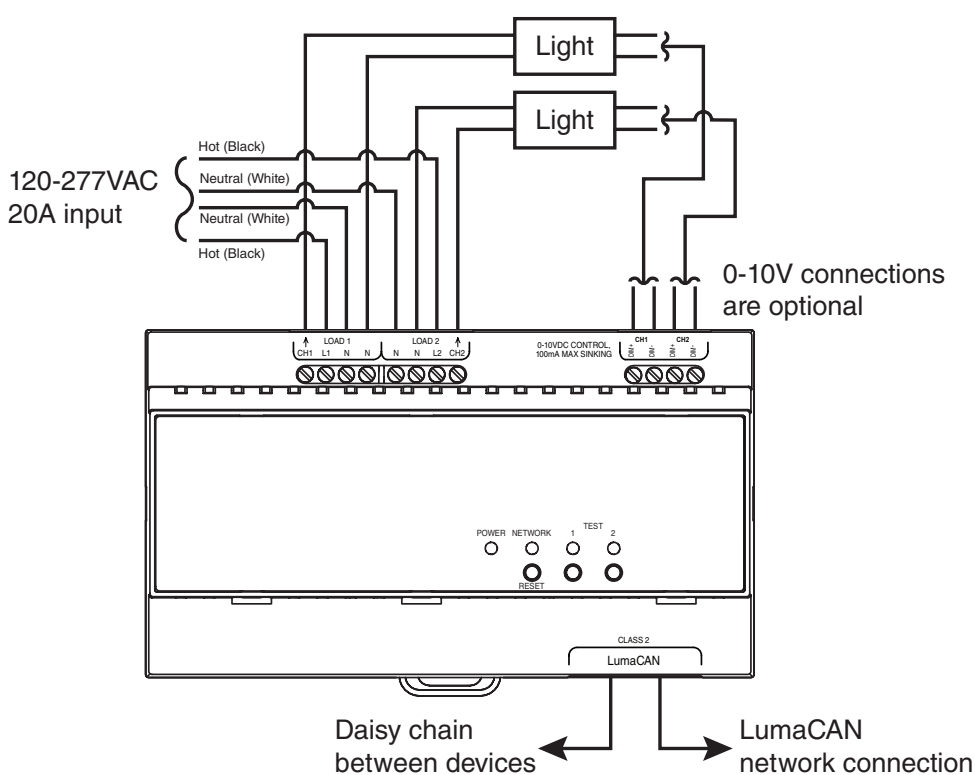 Light
Light
Hot (Black)
Neutral (White)
Neutral (White)
Hot (Black)
120-277VAC
20A input
0-10V connections
are optional
LOAD 1
LOAD 2
CH1 L1 N N N N L2 CH2
0-10VDC CONTROL,
100mA MAX SINKING
CH1 CH2
DM+ DM- DM+ DM-
POWER NETWORK 1 TEST 2
RESET
CLASS 2
LumaCAN
Daisy chain
between devices
LumaCAN
network connection